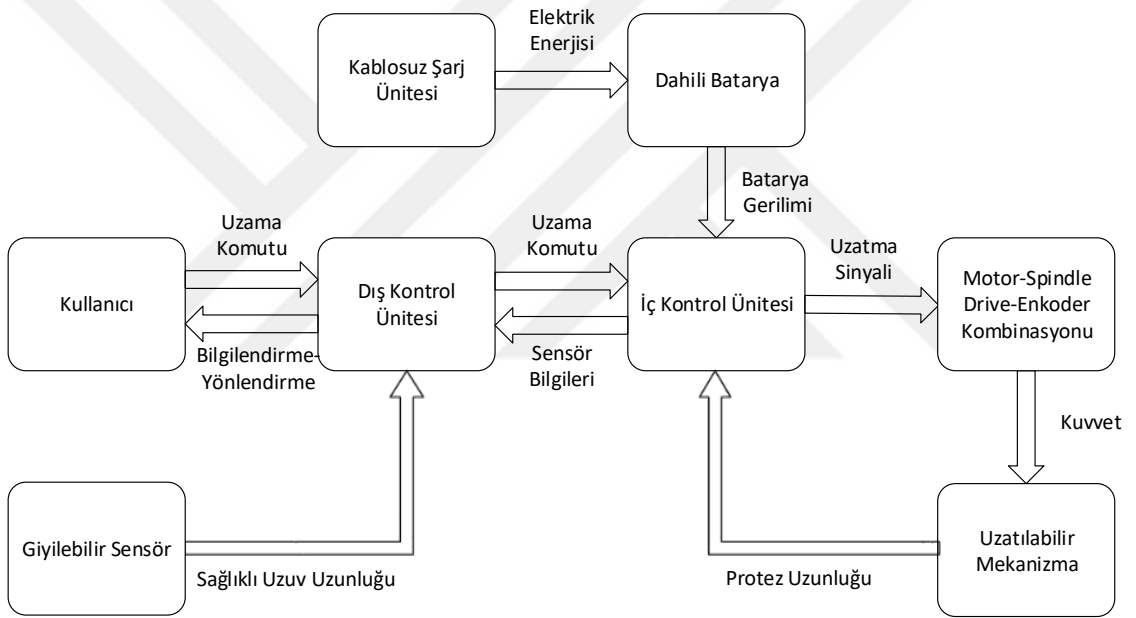 Elektrik
Enerjisi
Kablosuz Şarj
Ünitesi
Dahili Batarya
Batarya
Gerilimi
Uzama
Komutu
Uzama
Komutu
Uzatma
Sinyali
Kullanıcı
Dış Kontrol
Ünitesi
İç Kontrol Ünitesi
Motor-Spindle
Drive-Enkoder
Kombinasyonu
Bilgilendirme-
Yönlendirme
Sensör
Bilgileri
Kuvvet
Giyilebilir Sensör
Uzatılabilir
Mekanizma
Sağlıklı Uzuv Uzunluğu
Protez Uzunluğu